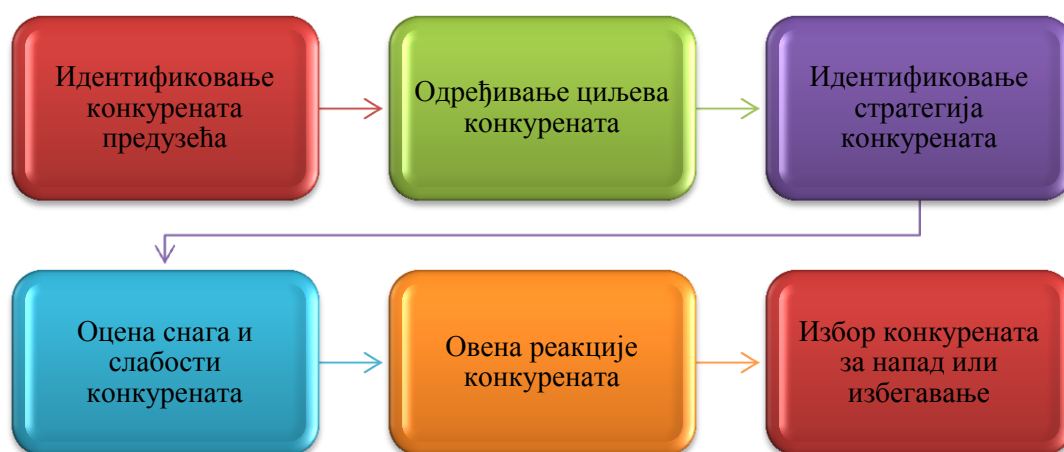 Идентификовање
конкурената
предузећа
Одређивање циљева
конкурената
Идентификовање
стратегија
конкурената
Оцена снага и
слабости
конкурената
Овена реакције
конкурената
Избор конкурената
за напад или
избегавање